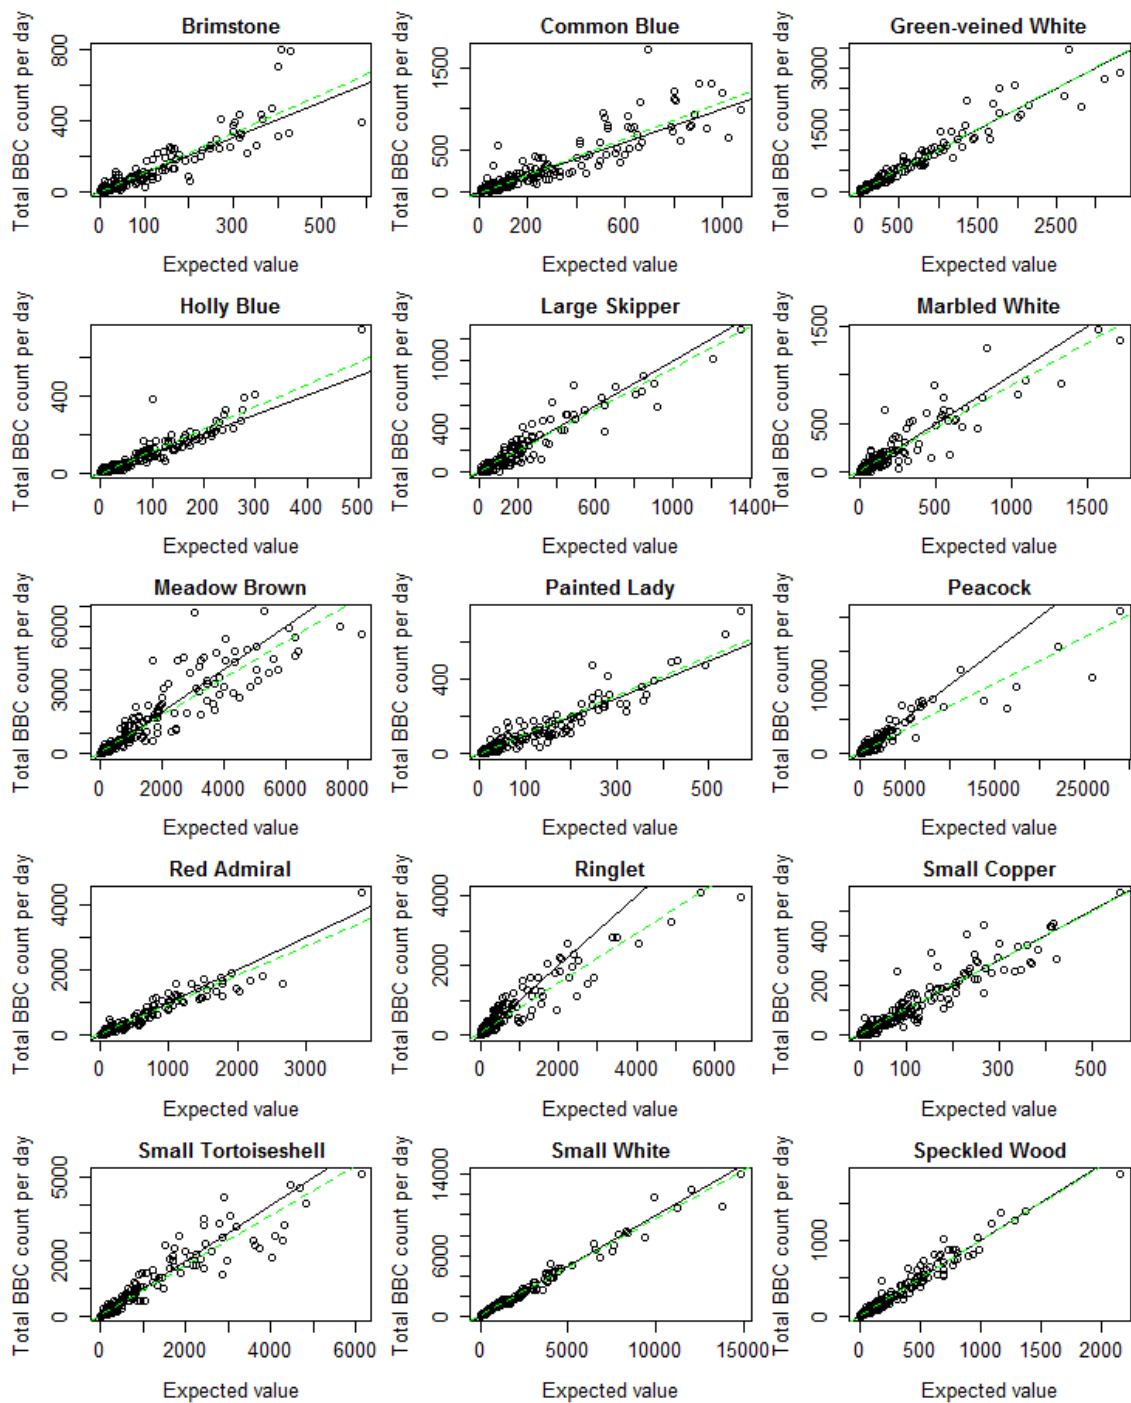 Brimstone Common Blue Green-veined White
Total BBC count per day Total BBC count per day Total BBC count per day
0 400 800 0 500 1500 0 1500 3000
0 100 300 500 0 200 600 1000 0 500 1500 2500
Expected value Expected value Expected value
Holly Blue Large Skipper Marbled White
Total BBC count per day Total BBC count per day Total BBC count per day
0 400 0 400 1000 0 500 1500
0 100 200 300 400 500 0 200 600 1000 1400 0 500 1000 1500
Expected value Expected value Expected value
Meadow Brown Painted Lady Peacock
Total BBC count per day Total BBC count per day Total BBC count per day
0 3000 6000 0 400 0 10000
0 2000 4000 6000 8000 0 100 300 500 0 5000 15000 25000
Expected value Expected value Expected value
Red Admiral Ringlet Small Copper
Total BBC count per day Total BBC count per day Total BBC count per day
0 2000 4000 0 2000 4000 0 200 400
0 1000 2000 3000 0 2000 4000 6000 0 100 300 500
Expected value Expected value Expected value
Small Tortoiseshell Small White Speckled Wood
Total BBC count per day Total BBC count per day Total BBC count per day
0 2000 5000 0 6000 14000 0 1000
0 2000 4000 6000 0 5000 10000 15000 0 500 1000 2000
Expected value Expected value Expected value